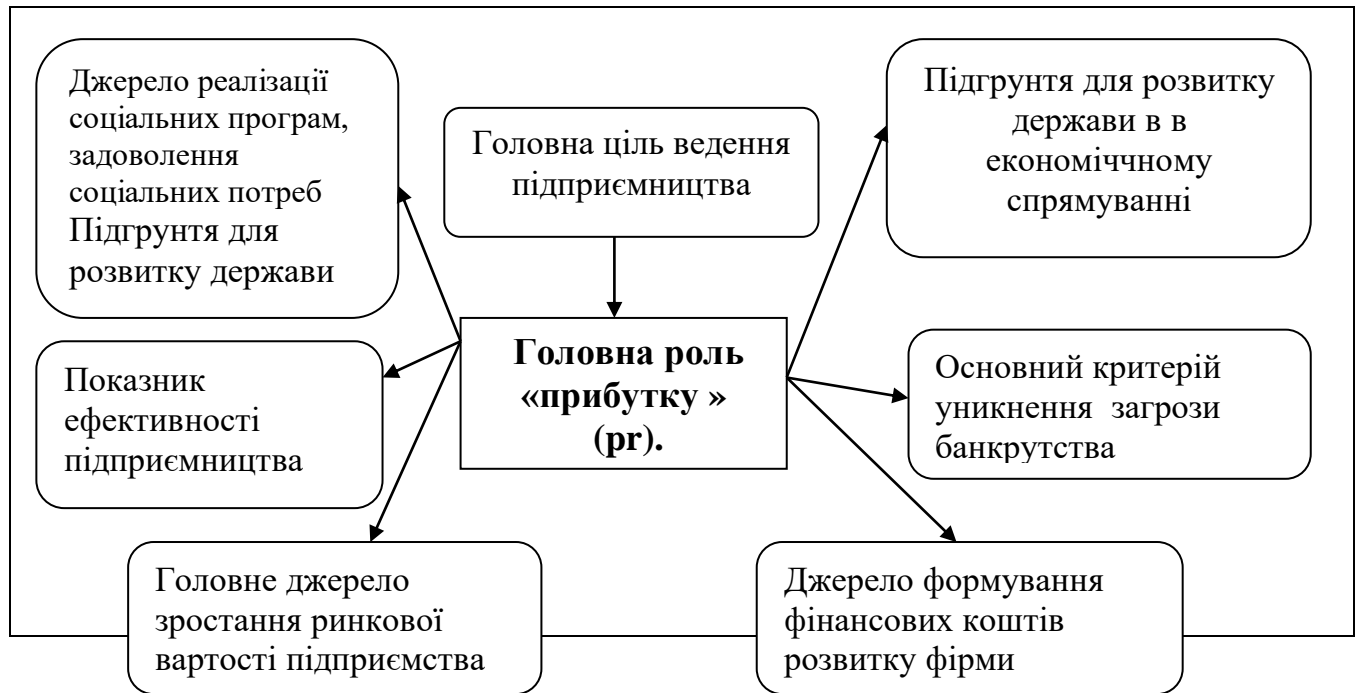 Джерело реалізації
соціальних програм,
задоволення
соціальних потреб
Підгрунтя для
розвитку держави
Головна ціль ведення
підприємництва
Підгрунтя для розвитку
держави в в
економіччному
спрямуванні
Показник
ефективності
підприємництва
Головна роль
«прибутку »
(pr).
Основний критерій
уникнення загрози
банкрутства
Головне джерело
зростання ринкової
вартості підприємства
Джерело формування
фінансових коштів
розвитку фірми